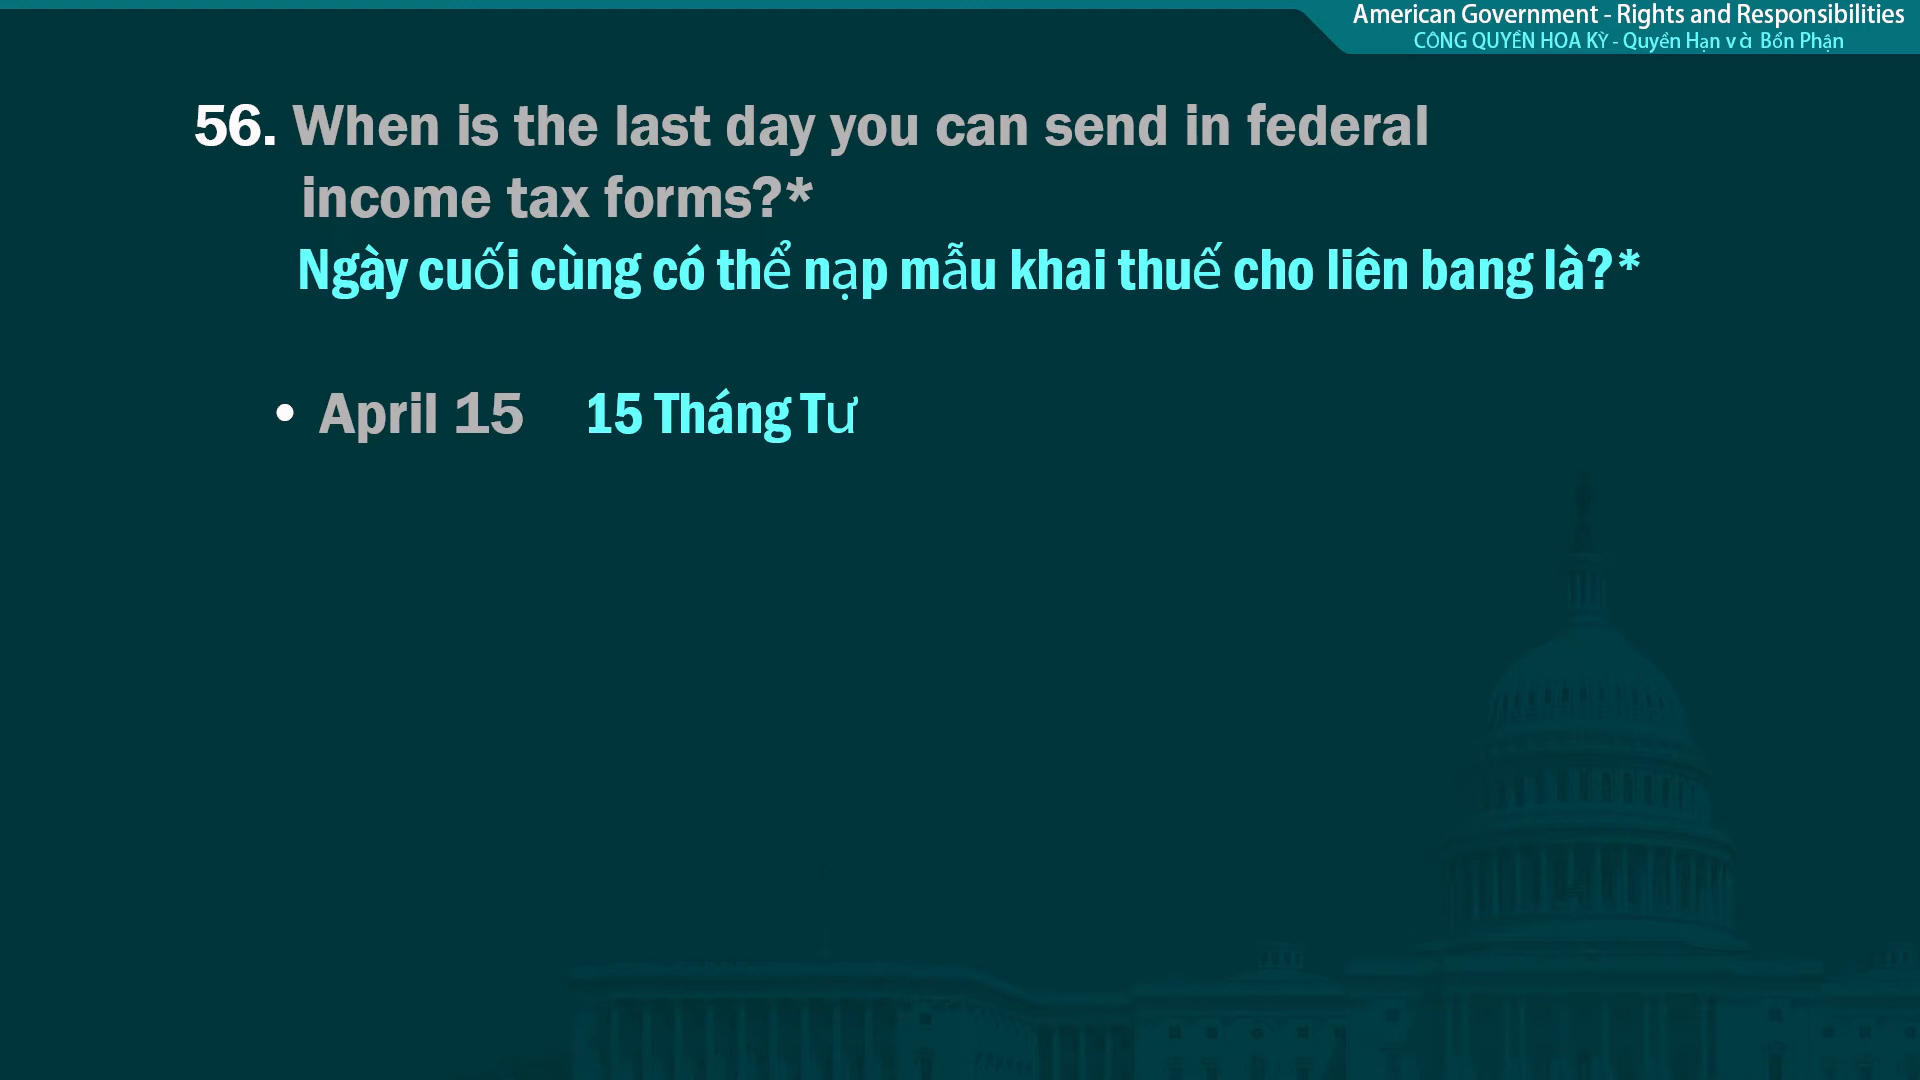 American Government - Rights and Responsibilities
CÔNG QUYỀN HOA KỲ - Quyền Hạn và Bổn Phận
56. When is the last day you can send in federal
income tax forms?*
Ngày cuối cùng có thể nạp mẫu khai thuế cho liên bang là?*
• April 15 15 Tháng Tư